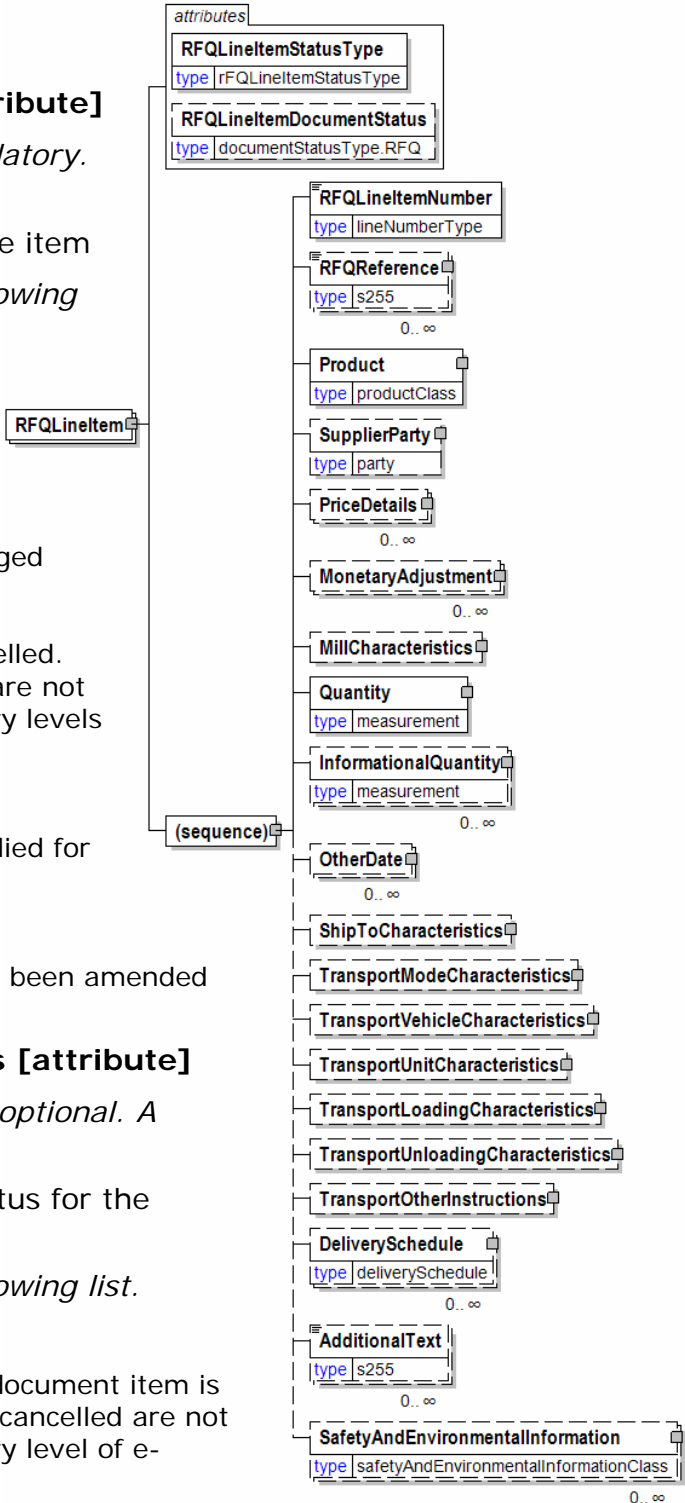 attributes
RFQLineItemStatusType
type rFQLineItemStatusType
RFQLineItemDocumentStatus
type documentStatusType.RFQ
ribute]
latory.
e item
owing
RFQLineItem
ged
elled.
are not
ry levels
lied for
been amended
s [attribute]
optional. A
tus for the
owing list.
document item is
cancelled are not
ry level of e-
(sequence)
RFQLineItemNumber
type lineNumberType
RFQReference
type s255
0.. ∞
Product
type productClass
SupplierParty
type party
PriceDetails
0.. ∞
MonetaryAdjustment
0.. ∞
MillCharacteristics
Quantity
type measurement
InformationalQuantity
type measurement
0.. ∞
OtherDate
0.. ∞
ShipToCharacteristics
TransportModeCharacteristics
TransportVehicleCharacteristics
TransportUnitCharacteristics
TransportLoadingCharacteristics
TransportUnloadingCharacteristics
TransportOtherInstructions
DeliverySchedule
type deliverySchedule
0.. ∞
AdditionalText
type s255
0.. ∞
SafetyAndEnvironmentalInformation
type safetyAndEnvironmentalInformationClass
0.. ∞